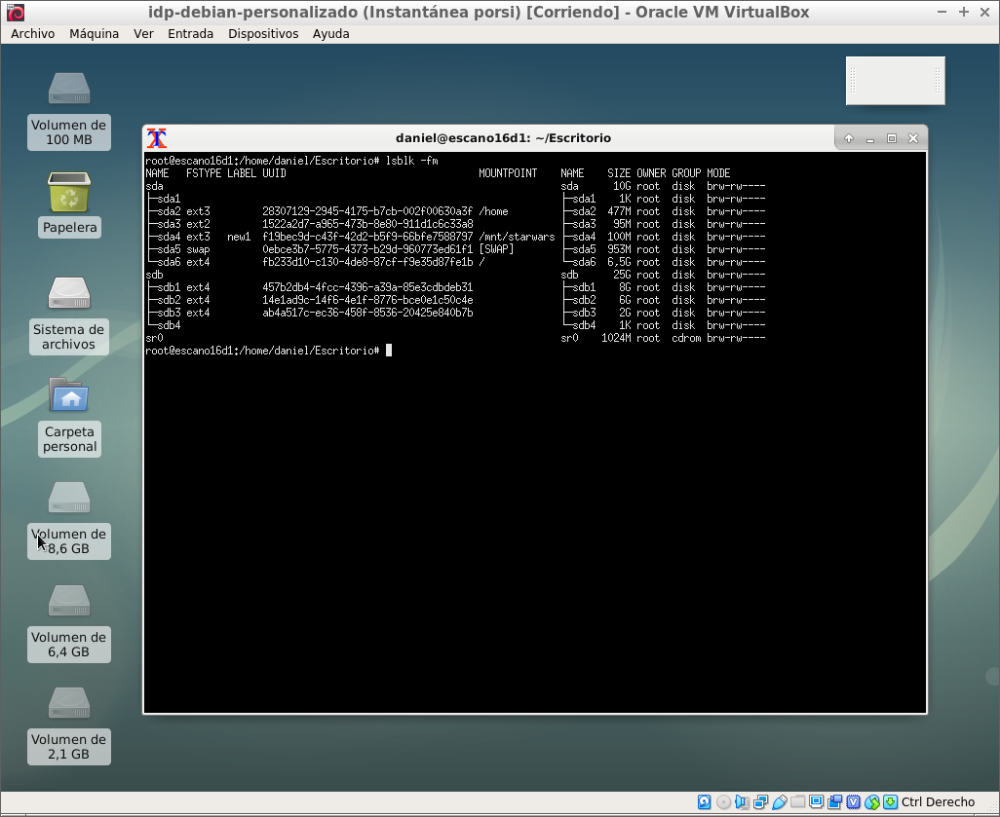 idp-debian-personalizado (Instantánea porsi) [Corriendo] - Oracle VM VirtualBox
Archivo Máquina Ver Entrada Dispositivos Ayuda
Volumen de
100 MB
Papelera
Sistema de
archivos
Carpeta
personal
Volumen de
8,6 GB
Volumen de
6,4 GB
Volumen de
2,1 GB
daniel@escano16d1: ~/Escritorio
root@escano16d1:/home/daniel/Escritorio# lsblk -fm
NAME FSTYPE LABEL UUID MOUNTPOINT NAME SIZE OWNER GROUP MODE
sda sda 10G root disk brw-rw----
├─sda1 ├─sda1 1K root disk brw-rw----
├─sda2 ext3 28307129-2945-4175-b7cb-002f00630a3f /home ├─sda2 477M root disk brw-rw----
├─sda3 ext2 1522a2d7-a965-473b-8e80-911d1c6c33a8 ├─sda3 95M root disk brw-rw----
├─sda4 ext3 new1 f19bec9d-c43f-42d2-b5f9-66bfe7588797 /mnt/starwars ├─sda4 100M root disk brw-rw----
├─sda5 swap 0ebce3b7-5775-4373-b29d-960773ed61f1 [SWAP] ├─sda5 953M root disk brw-rw----
└─sda6 ext4 fb233d10-c130-4de8-87cf-f9e35d87fe1b / └─sda6 6,5G root disk brw-rw----
sdb sdb 25G root disk brw-rw----
├─sdb1 ext4 457b2db4-4fcc-4396-a39a-85e3cdbdeb31 ├─sdb1 8G root disk brw-rw----
├─sdb2 ext4 14e1ad9c-14f6-4e1f-8776-bce0e1c50c4e ├─sdb2 6G root disk brw-rw----
├─sdb3 ext4 ab4a517c-ec36-458f-8536-20425e840b7b ├─sdb3 2G root disk brw-rw----
└─sdb4 └─sdb4 1K root disk brw-rw----
sr0 sr0 1024M root cdrom brw-rw----
root@escano16d1:/home/daniel/Escritorio#
Ctrl Derecho